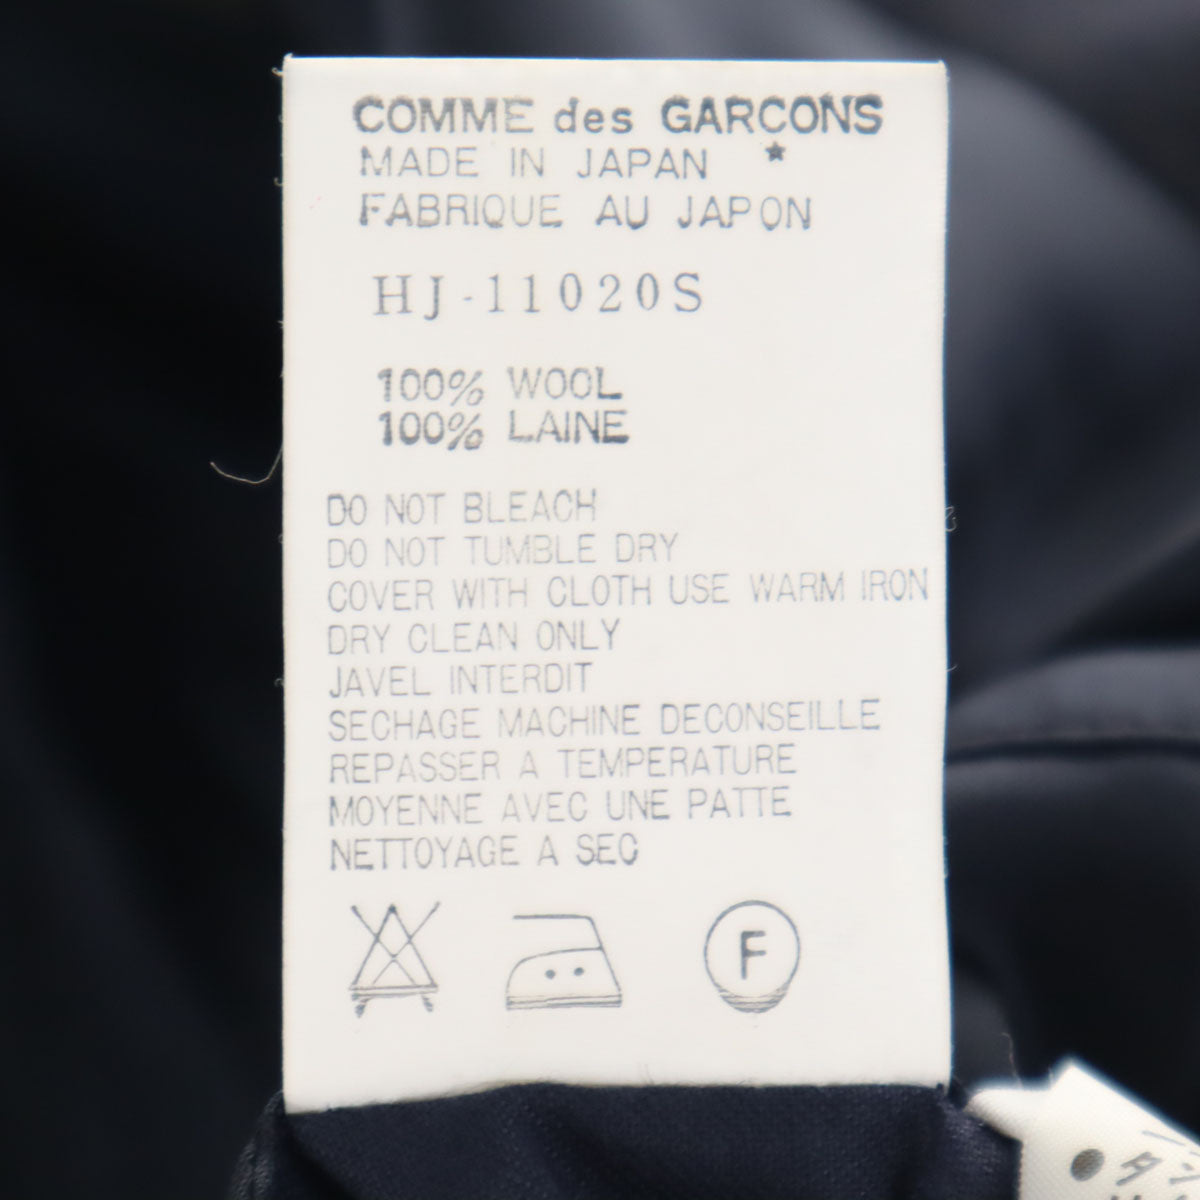 COMME des GARCONS
★
MADE IN JAPAN
FABRIQUE AU JAPON
HJ-11020S
100% WOOL
100% LAINE
DO NOT BLEACH
DO NOT TUMBLE DRY
COVER WITH CLOTH USE WARM IRON
DRY CLEAN ONLY
JAVEL INTERDIT
SECHAGE MACHINE DECONSEILLE
REPASSER A TEMPERATURE
MOYENNE AVEC UNE PATTE
NETTOYAGE A SEC
F